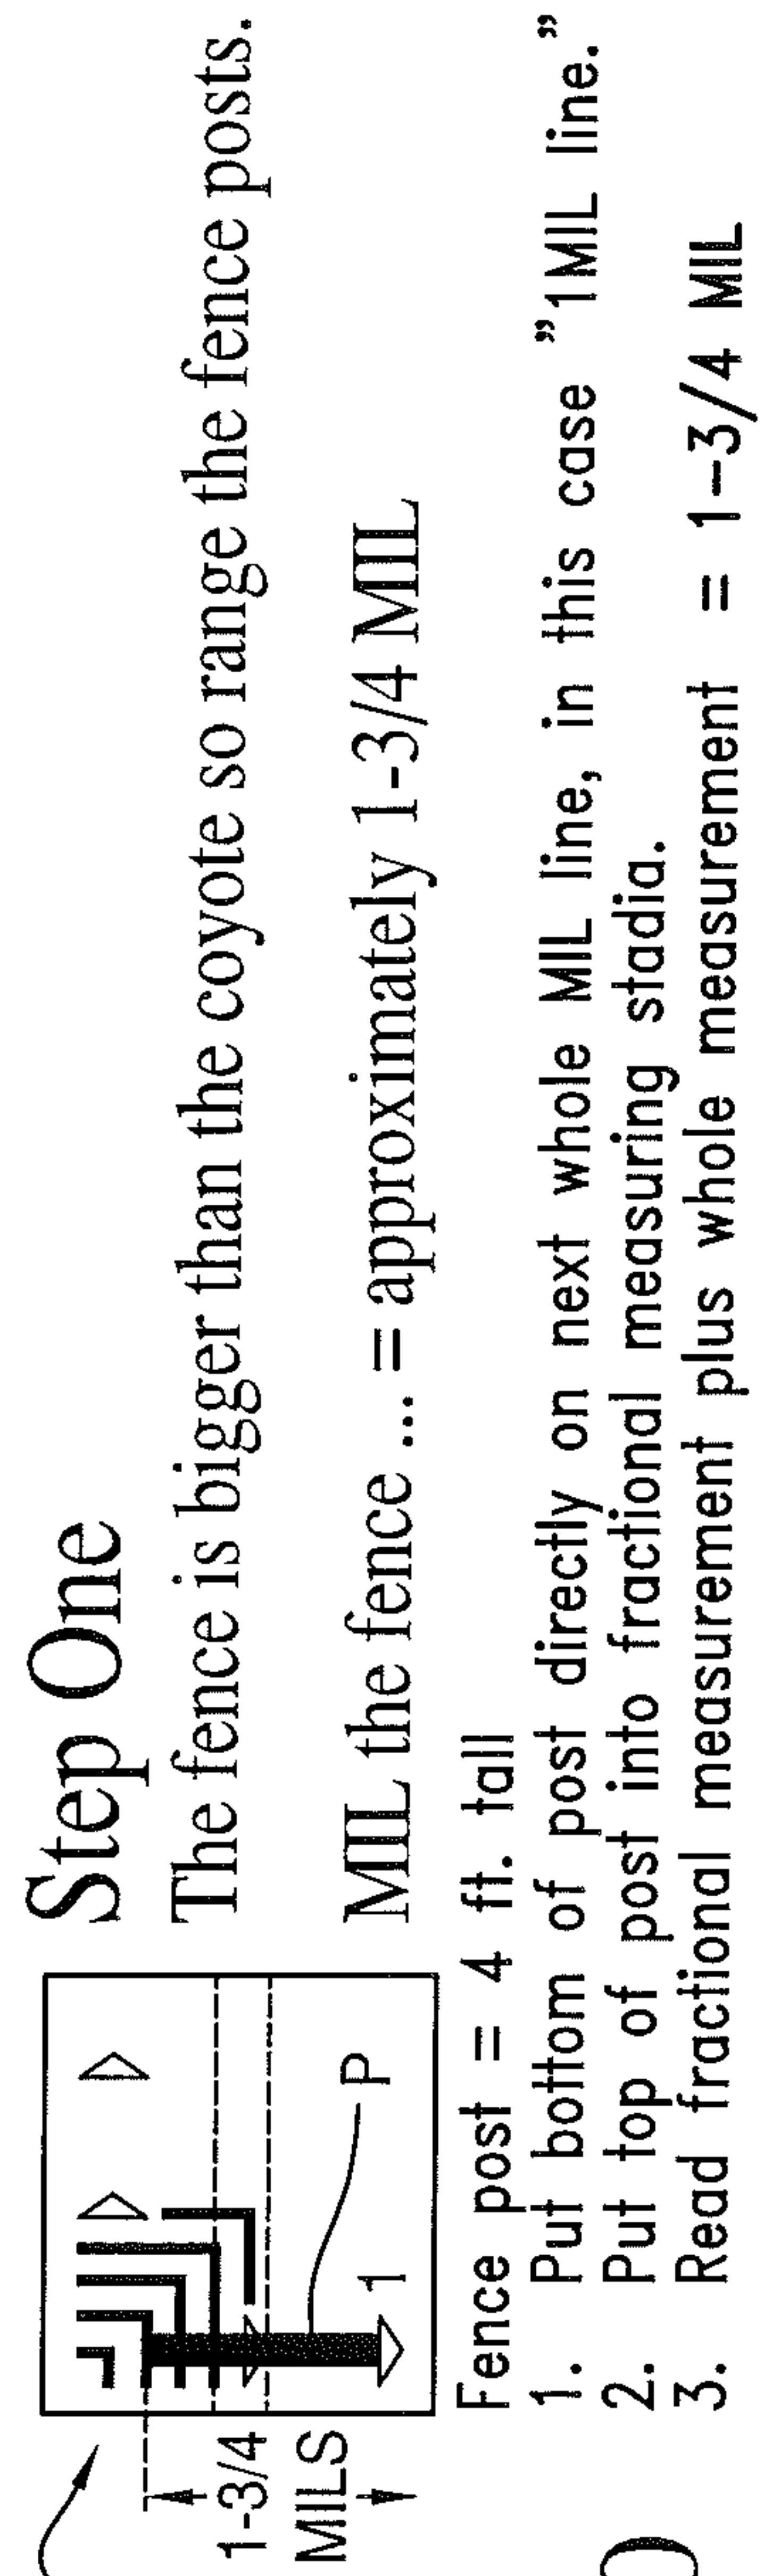 Step One
The fence is bigger than the coyote so range the fence posts.
MIL the fence ... = approximately 1-3/4 MIL
1-3/4
MILS
P
1
Fence post = 4 ft. tall
1. Put bottom of post directly on next whole MIL line, in this case "1MIL line."
2. Put top of post into fractional measuring stadia.
3. Read fractional measurement plus whole measurement = 1-3/4 MIL